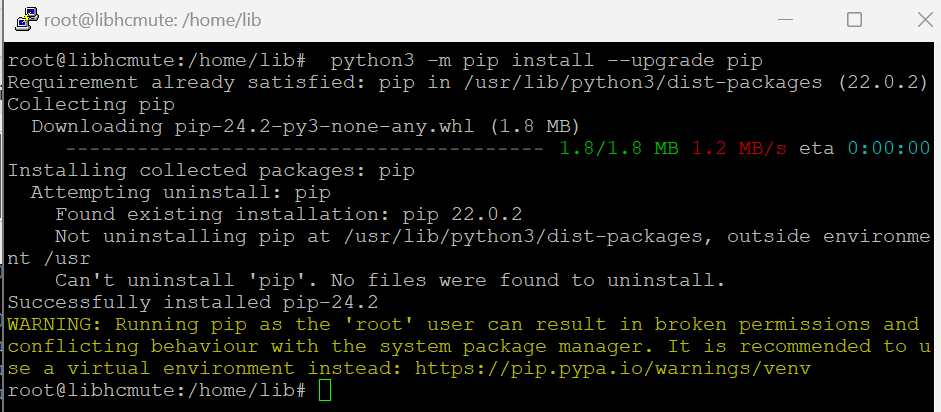 root@libhcmute: /home/lib
root@libhcmute:/home/lib#  python3 -m pip install --upgrade pip
Requirement already satisfied: pip in /usr/lib/python3/dist-packages (22.0.2)
Collecting pip
  Downloading pip-24.2-py3-none-any.whl (1.8 MB)
     ---------------------------------------- 1.8/1.8 MB 1.2 MB/s eta 0:00:00
Installing collected packages: pip
  Attempting uninstall: pip
    Found existing installation: pip 22.0.2
    Not uninstalling pip at /usr/lib/python3/dist-packages, outside environme
nt /usr
    Can't uninstall 'pip'. No files were found to uninstall.
Successfully installed pip-24.2
WARNING: Running pip as the 'root' user can result in broken permissions and
conflicting behaviour with the system package manager. It is recommended to u
se a virtual environment instead: https://pip.pypa.io/warnings/venv
root@libhcmute:/home/lib#